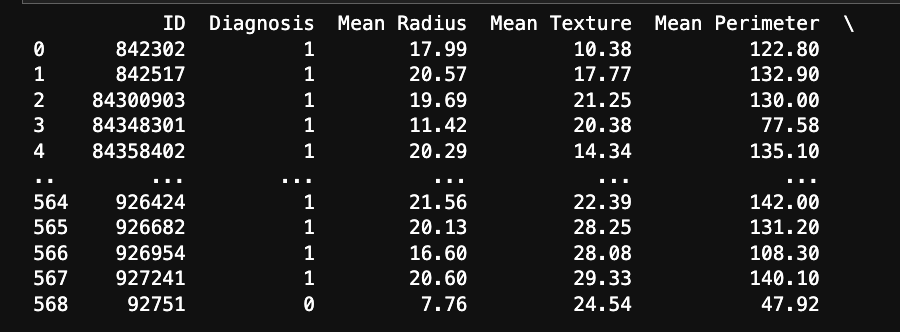 ID Diagnosis Mean Radius Mean Texture Mean Perimeter \
0 842302 1 17.99 10.38 122.80
1 842517 1 20.57 17.77 132.90
2 84300903 1 19.69 21.25 130.00
3 84348301 1 11.42 20.38 77.58
4 84358402 1 20.29 14.34 135.10
.. ... ... ... ... ...
564 926424 1 21.56 22.39 142.00
565 926682 1 20.13 28.25 131.20
566 926954 1 16.60 28.08 108.30
567 927241 1 20.60 29.33 140.10
568 92751 0 7.76 24.54 47.92